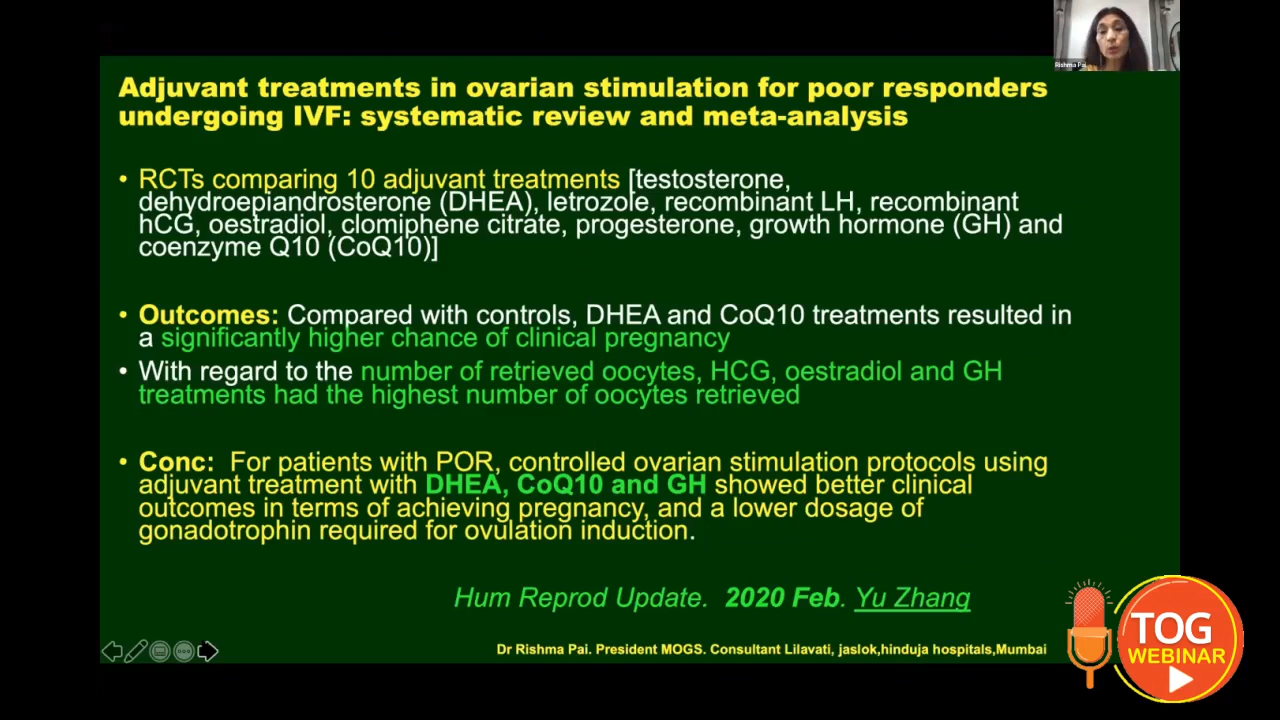 Rishma Pai
Adjuvant treatments in ovarian stimulation for poor responders
undergoing IVF: systematic review and meta-analysis
• RCTs comparing 10 adjuvant treatments [testosterone,
dehydroepiandrosterone (DHEA), letrozole, recombinant LH, recombinant
hCG, oestradiol, clomiphene citrate, progesterone, growth hormone (GH) and
coenzyme Q10 (CoQ10)]
• Outcomes: Compared with controls, DHEA and CoQ10 treatments resulted in
a significantly higher chance of clinical pregnancy
• With regard to the number of retrieved oocytes, HCG, oestradiol and GH
treatments had the highest number of oocytes retrieved
• Conc: For patients with POR, controlled ovarian stimulation protocols using
adjuvant treatment with DHEA, CoQ10 and GH showed better clinical
outcomes in terms of achieving pregnancy, and a lower dosage of
gonadotrophin required for ovulation induction.
Hum Reprod Update. 2020 Feb. Yu Zhang
Dr Rishma Pai. President MOGS. Consultant Lilavati, jaslok,hinduja hospitals,Mumbai
TOG
WEBINAR